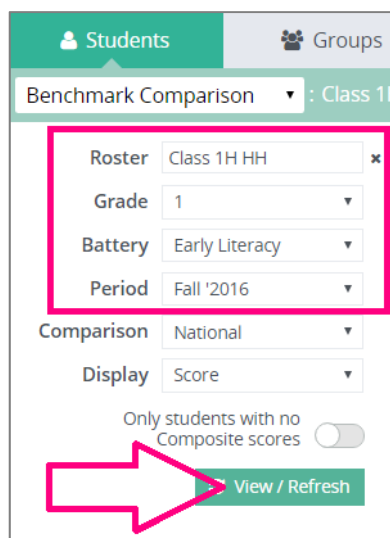 Students Groups
Benchmark Comparison : Class 1
Roster Class 1H HH ×
Grade 1
Battery Early Literacy
Period Fall '2016
Comparison National
Display Score
Only students with no
Composite scores
View / Refresh